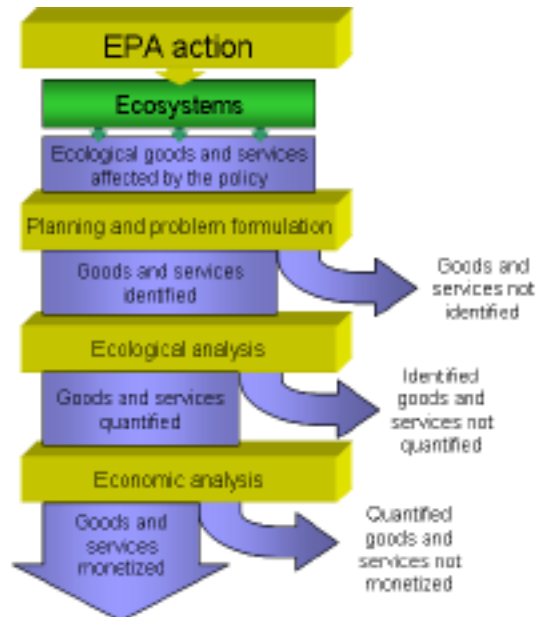 EPA action
Ecosystems
Ecological goods and services
affected by the policy
Planning and problem formulation
Goods and services
identified
Goods and
services not
identified
Ecological analysis
Goods and services
quantified
Identified
goods and
services not
quantified
Economic analysis
Goods and
services
monetized
Quantified
goods and
services not
monetized